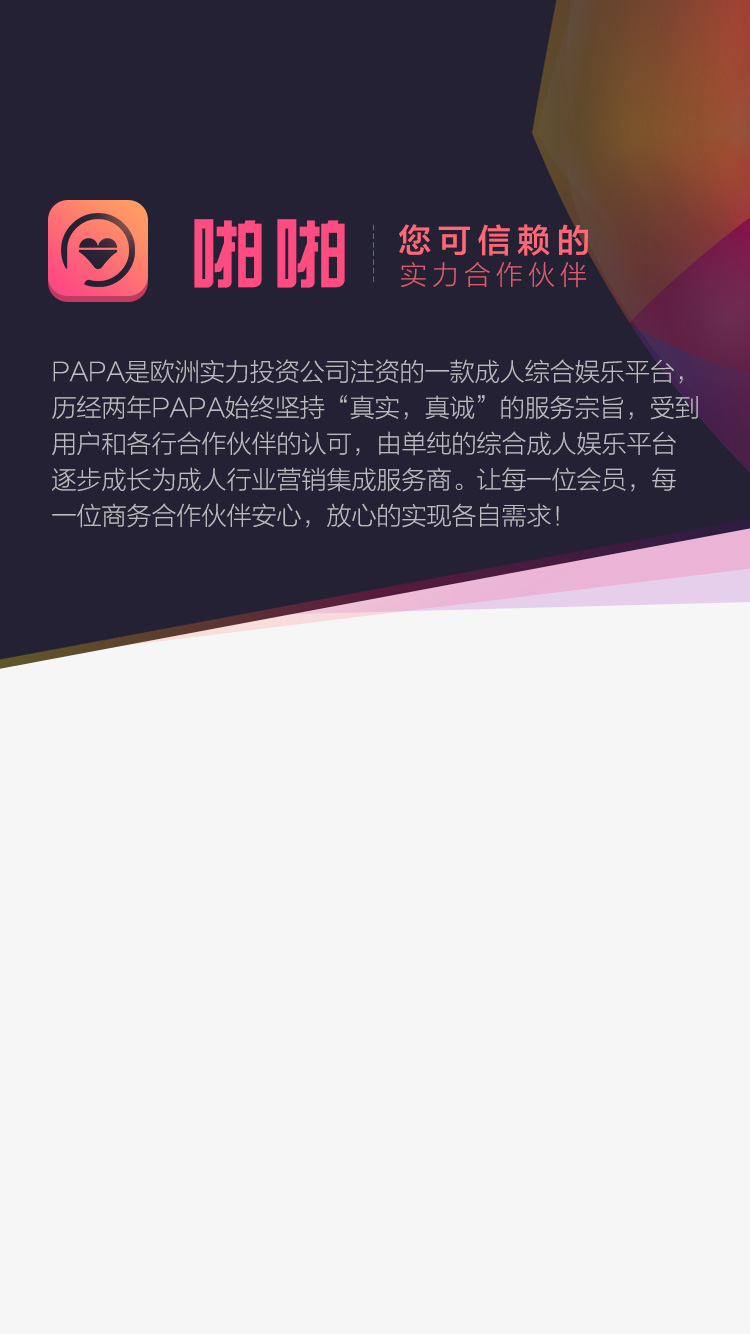 啪啪
您可信赖的
实力合作伙伴
PAPA是欧洲实力投资公司注资的一款成人综合娱乐平台，
历经两年PAPA始终坚持“真实，真诚”的服务宗旨，受到
用户和各行合作伙伴的认可，由单纯的综合成人娱乐平台
逐步成长为成人行业营销集成服务商。让每一位会员，每
一位商务合作伙伴安心，放心的实现各自需求！